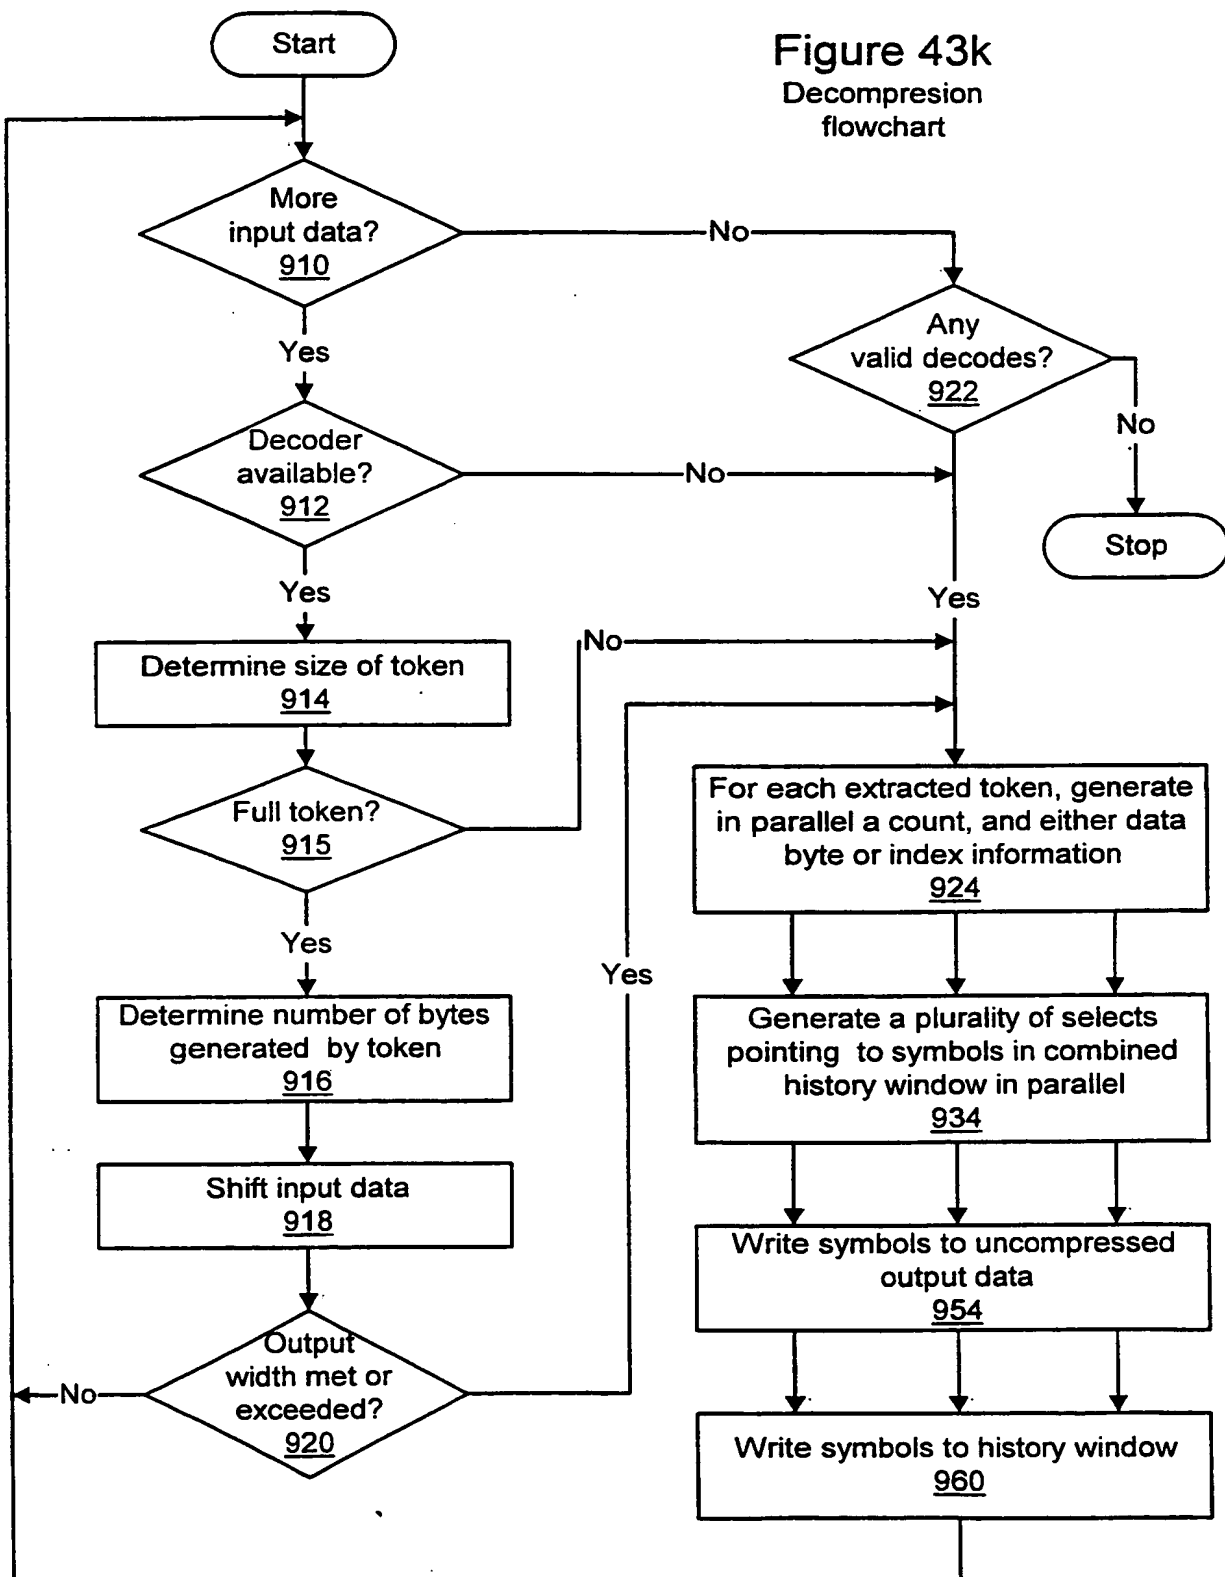 Start
Figure 43k
Decompresion
flowchart
More
input data?
910
No
Yes
Any
valid decodes?
922
No
Stop
Decoder
available?
912
No
Yes
Yes
Determine size of token
914
No
Full token?
915
Yes
For each extracted token, generate
in parallel a count, and either data
byte or index information
924
Yes
Determine number of bytes
generated by token
916
Generate a plurality of selects
pointing to symbols in combined
history window in parallel
934
Shift input data
918
Write symbols to uncompressed
output data
954
Output
width met or
exceeded?
920
No
Write symbols to history window
960